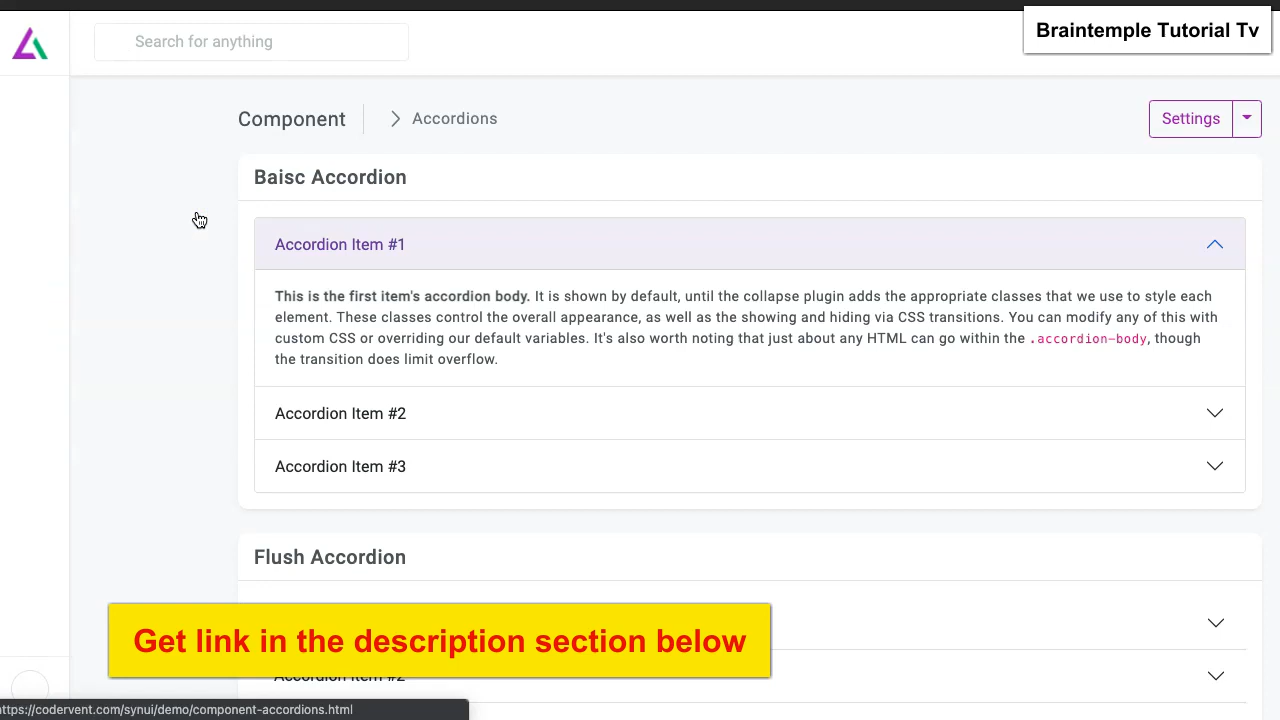 Search for anything
Braintemple Tutorial Tv
Component
Accordions
Settings
Baisc Accordion
Accordion Item #1
This is the first item's accordion body. It is shown by default, until the collapse plugin adds the appropriate classes that we use to style each
element. These classes control the overall appearance, as well as the showing and hiding via CSS transitions. You can modify any of this with
custom CSS or overriding our default variables. It's also worth noting that just about any HTML can go within the .accordion-body, though
the transition does limit overflow.
Accordion Item #2
Accordion Item #3
Flush Accordion
Get link in the description section below
Accordion Item #2
ttps://codervent.com/synui/demo/component-accordions.html